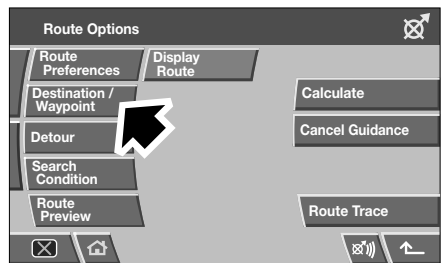 Route Options
Route
Preferences
Display
Route
Destination /
Waypoint
Calculate
Detour
Cancel Guidance
Search
Condition
Route
Preview
Route Trace